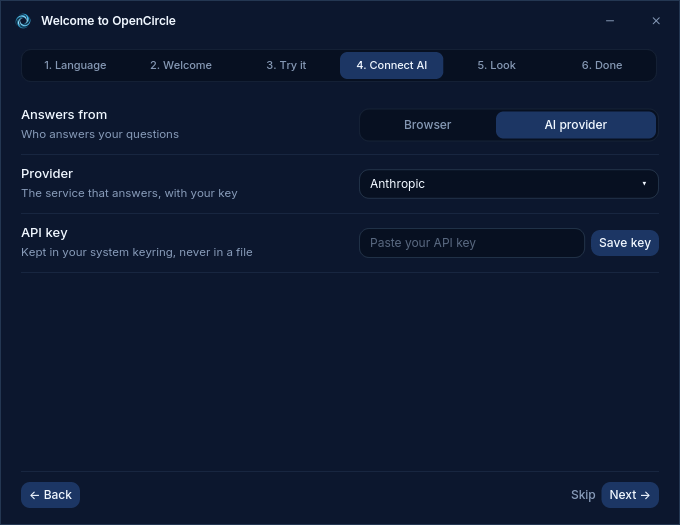 Welcome to OpenCircle
1. Language 2. Welcome 3. Try it 4. Connect AI 5. Look 6. Done
Answers from
Who answers your questions
Browser AI provider
Provider
The service that answers, with your key
Anthropic
API key
Kept in your system keyring, never in a file
Paste your API key Save key
← Back Skip Next →